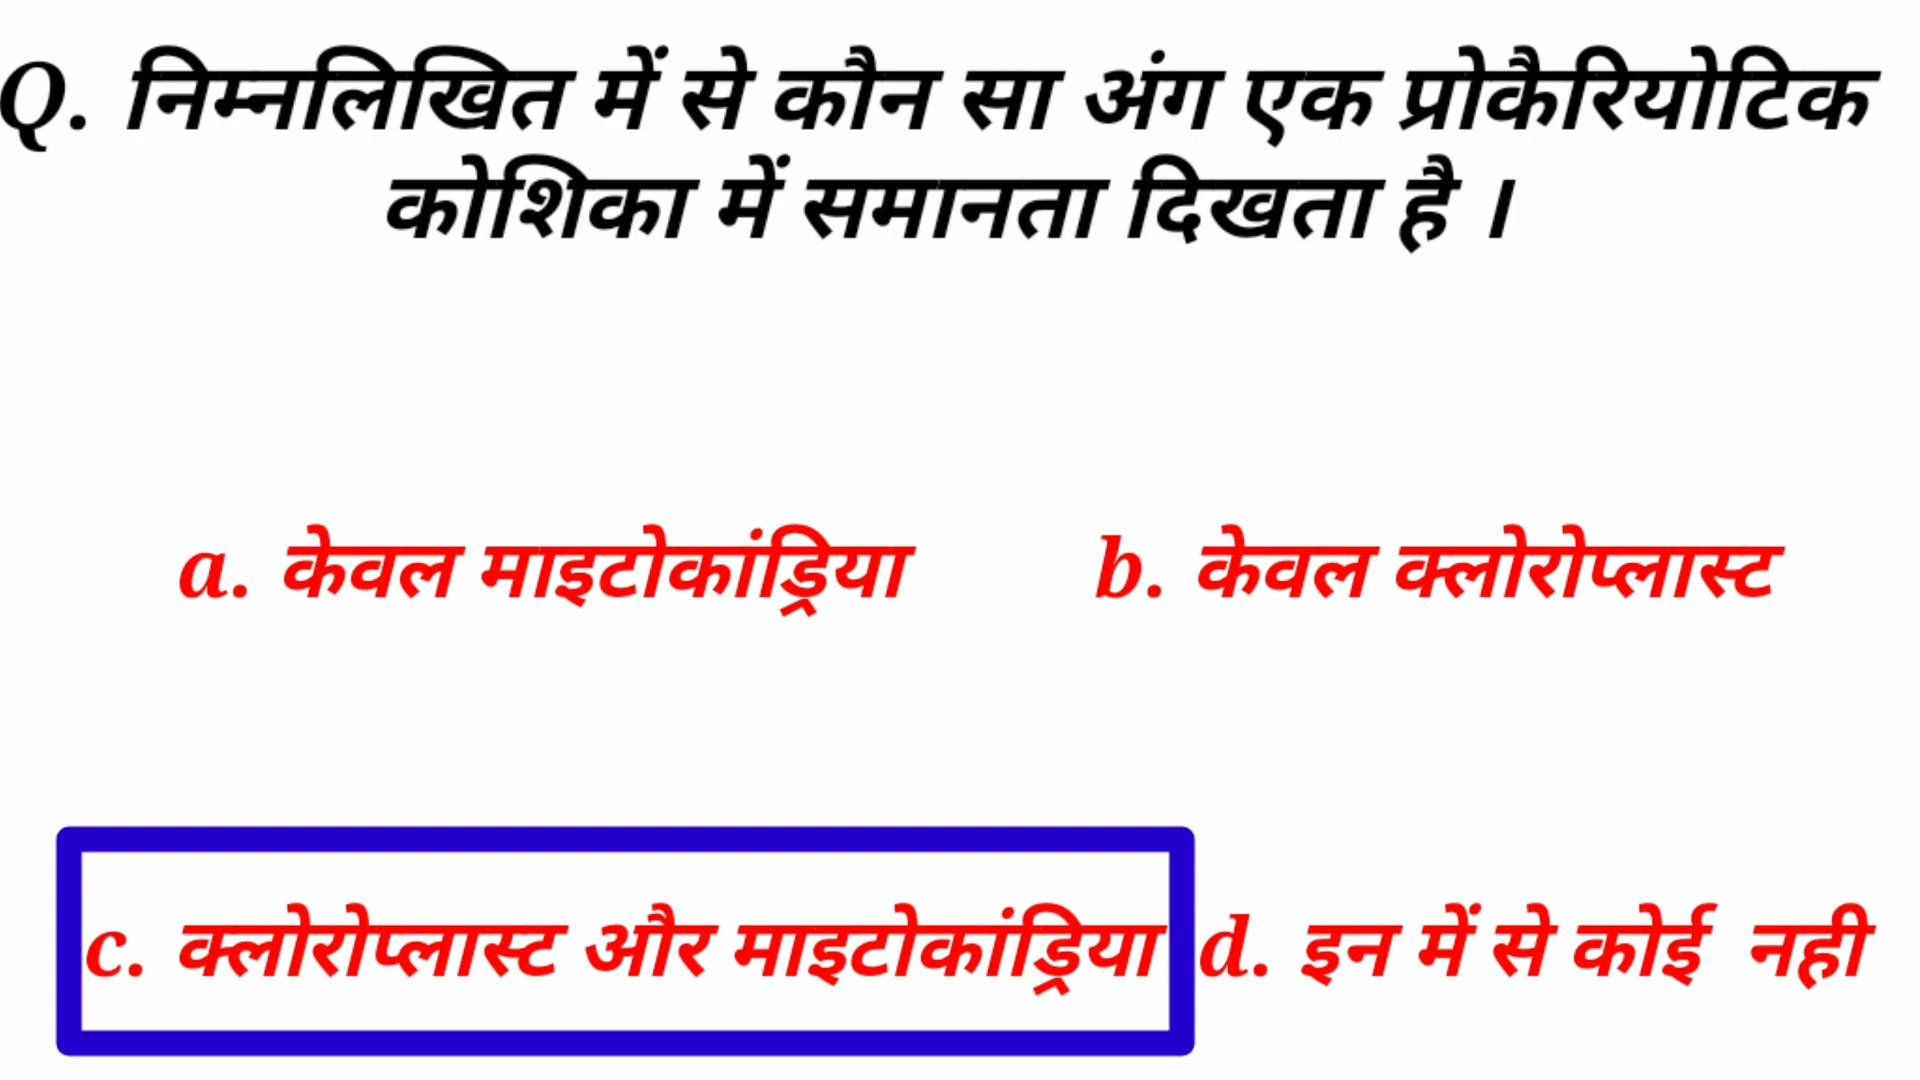 Q. निम्नलिखित में से कौन सा अंग एक प्रोकैरियोटिक
कोशिका में समानता दिखता है ।
a. केवल माइटोकांड्रिया
b. केवल क्लोरोप्लास्ट
c. क्लोरोप्लास्ट और माइटोकांड्रिया
d. इन में से कोई नही